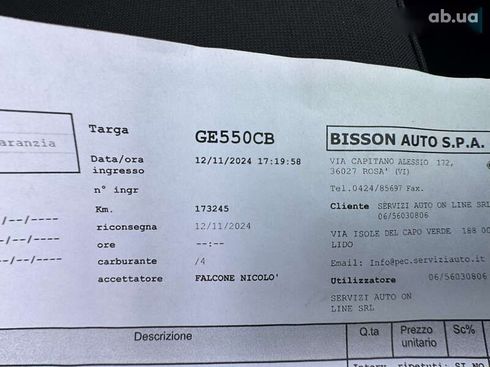 ab.ua
aranzia
--/--/----
--/--/----
--/--/----
Targa GE550CB
Data/ora ingresso 12/11/2024 17:19:58
n° ingr
Km. 173245
riconsegna 12/11/2024
ore --:--
carburante /4
accettatore FALCONE NICOLO'
BISSON AUTO S.P.A.
VIA CAPITANO ALESSIO 172,
36027 ROSA' (VI)
Tel.0424/85697 Fax.
Cliente SERVIZI AUTO ON LINE SRL
06/56030806
VIA ISOLE DEL CAPO VERDE 188 00
LIDO
Email: Info@pec.serviziauto.it
Utilizzatore 06/56030806
SERVIZI AUTO ON
LINE SRL
Descrizione Q.ta Prezzo unitario Sc%
ripetuti: SI NO